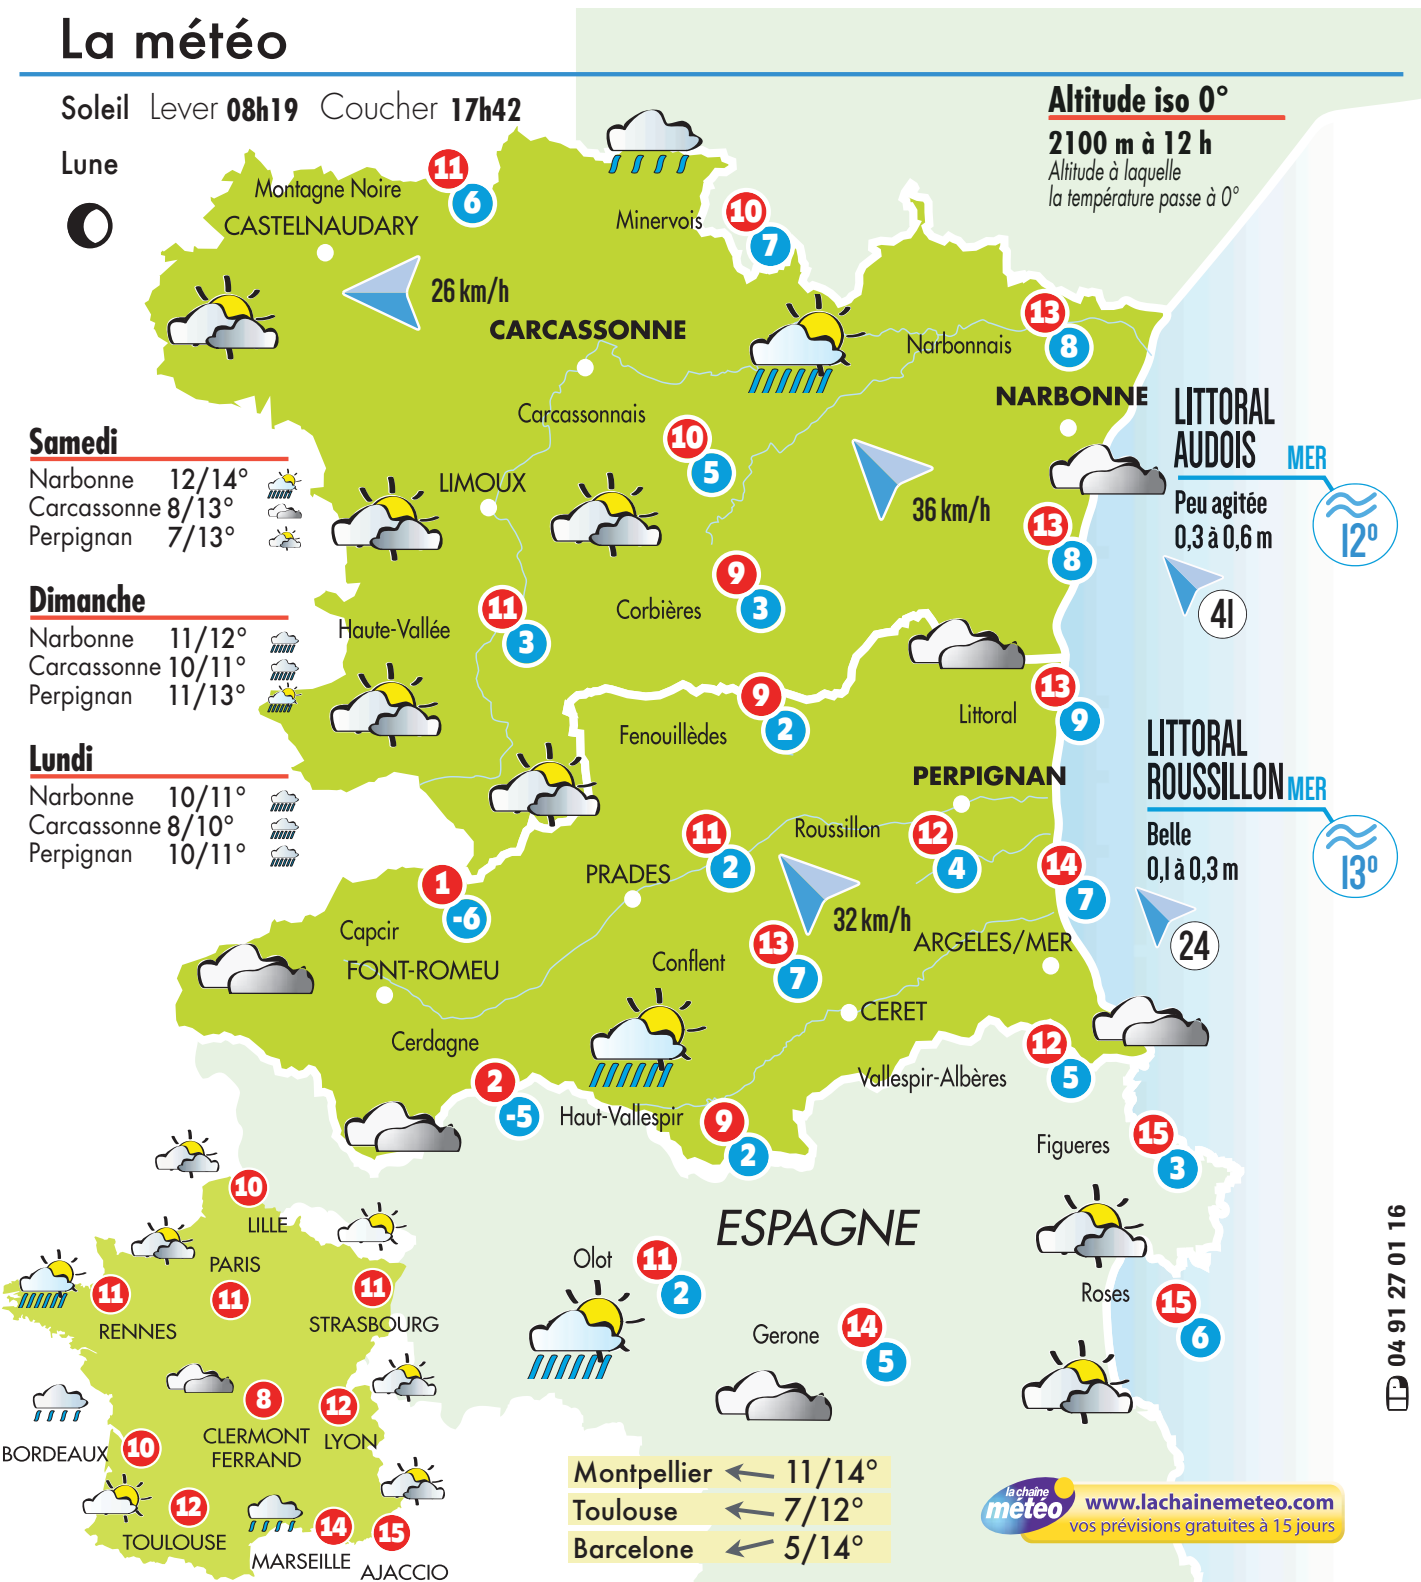 La météo
Soleil Lever 08h19 Coucher 17h42
Lune
Altitude iso 0°
2100 m à 12 h
Altitude à laquelle
la température passe à 0°
Montagne Noire
11
6
CASTELNAUDARY
Minervois
10
7
26 km/h
CARCASSONNE
13
8
Narbonnais
NARBONNE
Carcassonnais
10
5
LIMOUX
36 km/h
13
8
LITTORAL
AUDOIS
MER
Peu agitée
0,3 à 0,6 m
12°
41
Samedi
Narbonne 12/14°
Carcassonne 8/13°
Perpignan 7/13°
Dimanche
Narbonne 11/12°
Carcassonne 10/11°
Perpignan 11/13°
Lundi
Narbonne 10/11°
Carcassonne 8/10°
Perpignan 10/11°
Haute-Vallée
11
3
Corbières
9
3
Fenouillèdes
9
2
Littoral
13
9
PERPIGNAN
LITTORAL
ROUSSILLON
MER
Belle
0,1 à 0,3 m
13°
24
Roussillon
12
4
PRADES
11
2
14
7
32 km/h
ARGELES/MER
Capcir
1
-6
FONT-ROMEU
Conflent
13
7
CERET
Cerdagne
2
-5
Haut-Vallespir
9
2
Vallespir-Albères
12
5
Figueres
15
3
ESPAGNE
Olot
11
2
Gerone
14
5
Roses
15
6
10
LILLE
PARIS
11
11
RENNES
11
STRASBOURG
8
CLERMONT
FERRAND
12
LYON
BORDEAUX
10
12
TOULOUSE
14
MARSEILLE
15
AJACCIO
Montpellier 11/14°
Toulouse 7/12°
Barcelone 5/14°
la chaîne
météo
www.lachainemeteo.com
vos prévisions gratuites à 15 jours
04 91 27 01 16